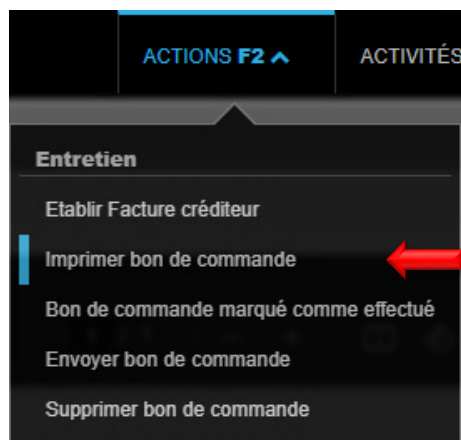 ACTIONS F2 ACTIVITÉS
Entretien
Etablir Facture créditeur
Imprimer bon de commande
Bon de commande marqué comme effectué
Envoyer bon de commande
Supprimer bon de commande